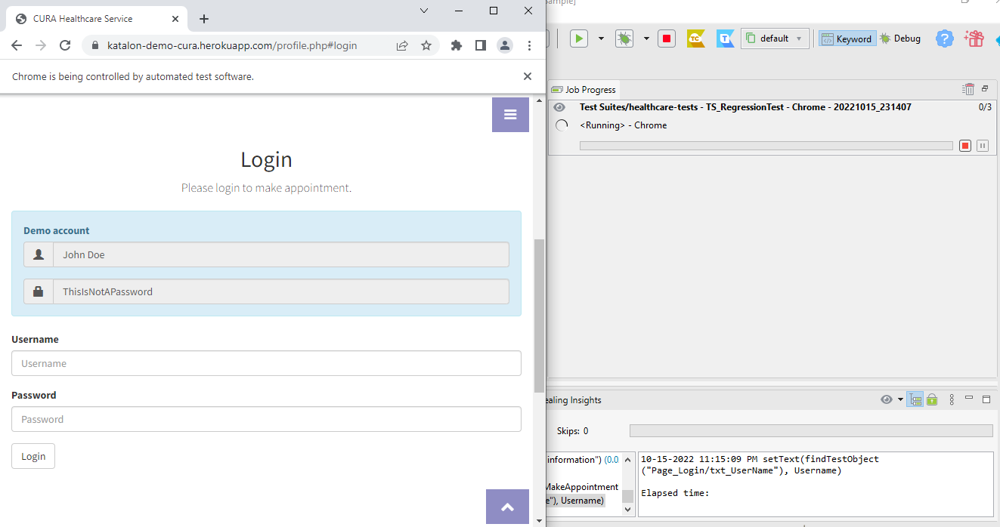 CURA Healthcare Service
katalon-demo-cura.herokuapp.com/profile.php#login
Chrome is being controlled by automated test software.
Login
Please login to make appointment.
Demo account
John Doe
ThisIsNotAPassword
Username
Username
Password
Password
Login
TC
T
default
Keyword
Debug
?
Job Progress
Test Suites/healthcare-tests - TS_RegressionTest - Chrome - 20221015_231407
0/3
<Running> - Chrome
ealing Insights
Skips: 0
information") (0.0
MakeAppointment
e"), Username)
10-15-2022 11:15:09 PM setText(findTestObject
("Page_Login/txt_UserName"), Username)
Elapsed time: